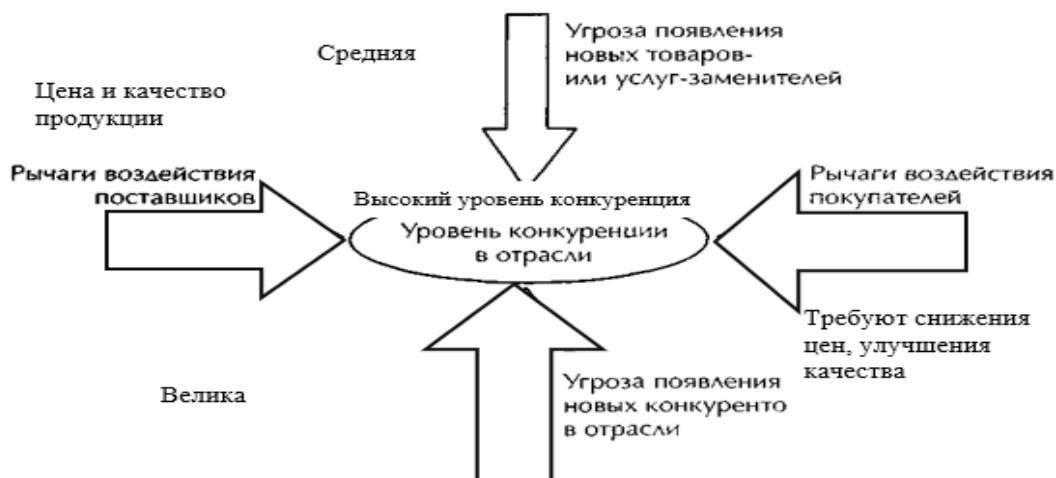 Средняя
Угроза появления
новых товаров-
или услуг-заменителей
Цена и качество
продукции
Рычаги воздействия
поставщиков
Высокий уровень конкуренция
Уровень конкуренции
в отрасли
Рычаги воздействия
покупателей
Требуют снижения
цен, улучшения
качества
Велика
Угроза появления
новых конкуренто
в отрасли